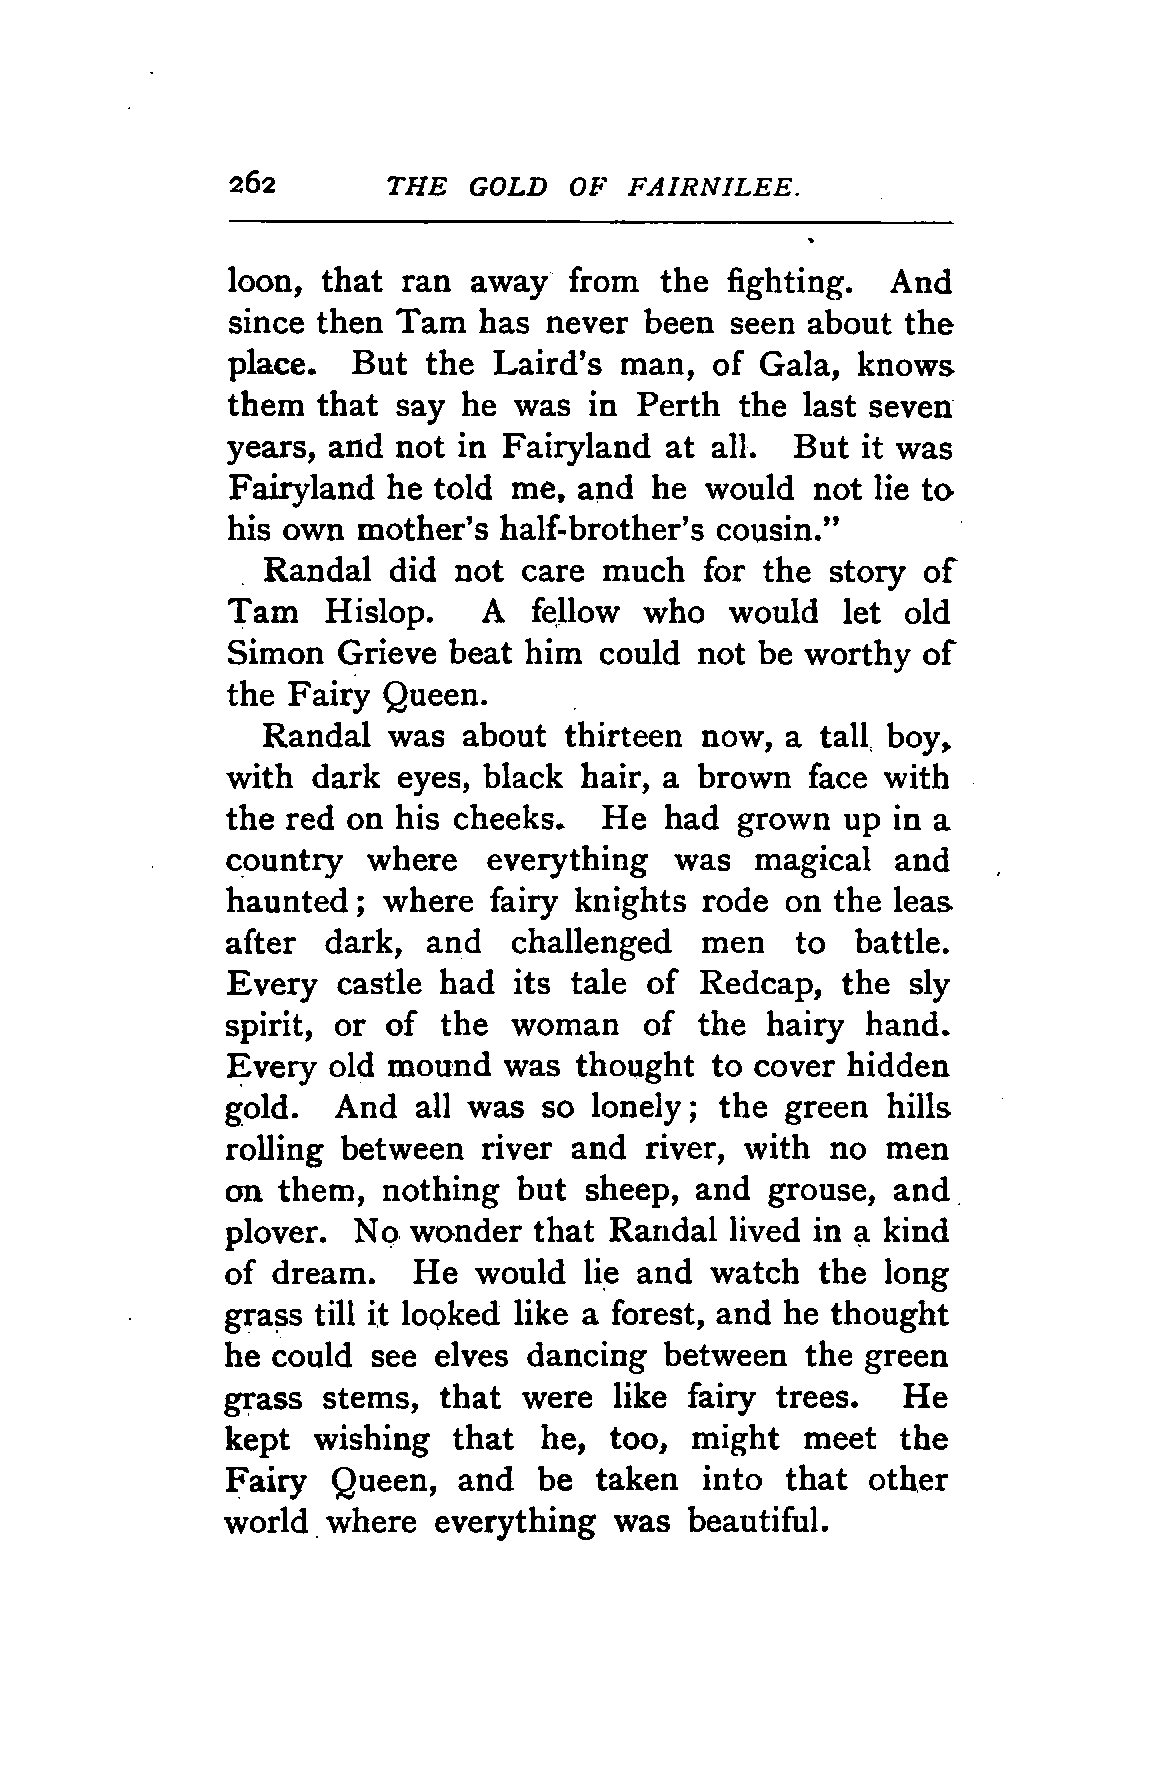 262 THE GOLD OF FAIRNILEE.
loon, that ran away from the fighting. And
since then Tam has never been seen about the
place. But the Laird's man, of Gala, knows
them that say he was in Perth the last seven
years, and not in Fairyland at all. But it was
Fairyland he told me, and he would not lie to
his own mother's half-brother's cousin."
Randal did not care much for the story of
Tam Hislop. A fellow who would let old
Simon Grieve beat him could not be worthy of
the Fairy Queen.
Randal was about thirteen now, a tall boy,
with dark eyes, black hair, a brown face with
the red on his cheeks. He had grown up in a
country where everything was magical and
haunted; where fairy knights rode on the leas
after dark, and challenged men to battle.
Every castle had its tale of Redcap, the sly
spirit, or of the woman of the hairy hand.
Every old mound was thought to cover hidden
gold. And all was so lonely; the green hills
rolling between river and river, with no men
on them, nothing but sheep, and grouse, and
plover. No wonder that Randal lived in a kind
of dream. He would lie and watch the long
grass till it looked like a forest, and he thought
he could see elves dancing between the green
grass stems, that were like fairy trees. He
kept wishing that he, too, might meet the
Fairy Queen, and be taken into that other
world where everything was beautiful.